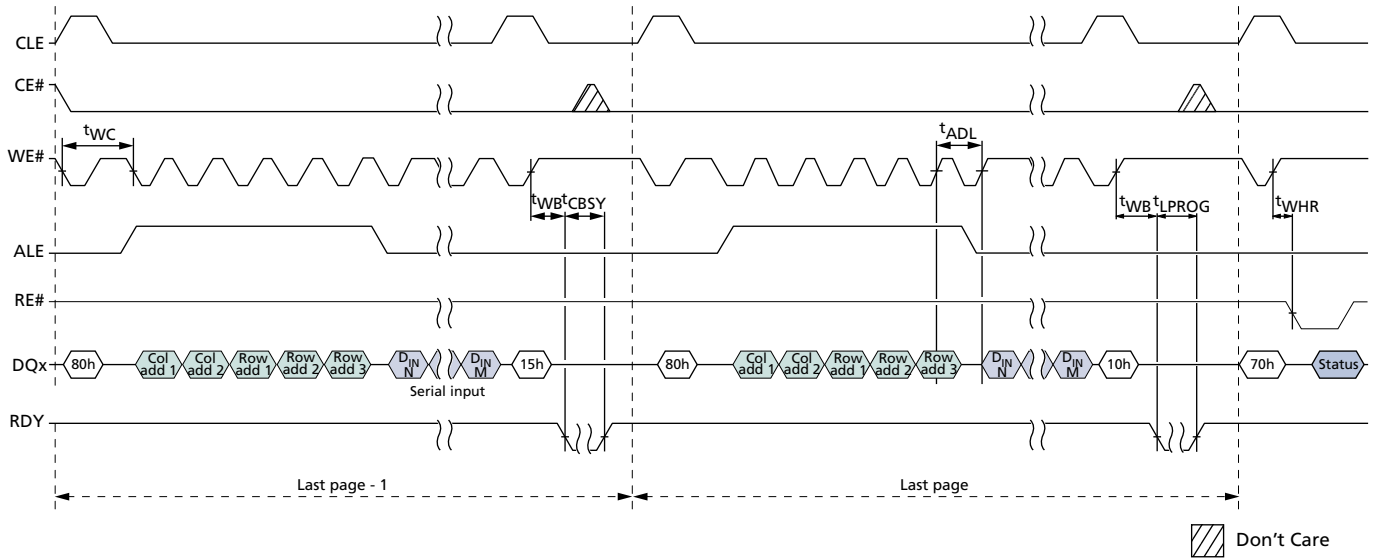 CLE
CE#
tWC
tADL
WE#
tWB tCBSY
tWB tLPROG
tWHR
ALE
RE#
DQx
80h
Col add 1
Col add 2
Row add 1
Row add 2
Row add 3
DIN N
DIN M
15h
80h
Col add 1
Col add 2
Row add 1
Row add 2
Row add 3
DIN N
DIN M
10h
70h
Status
Serial input
RDY
Last page - 1
Last page
Don't Care